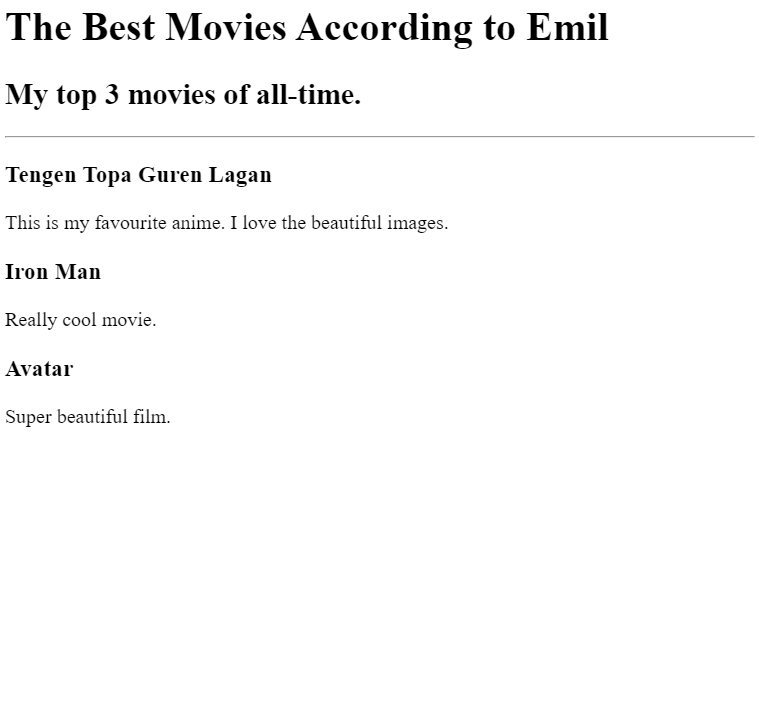 The Best Movies According to Emil
My top 3 movies of all-time.
Tengen Topa Guren Lagan
This is my favourite anime. I love the beautiful images.
Iron Man
Really cool movie.
Avatar
Super beautiful film.